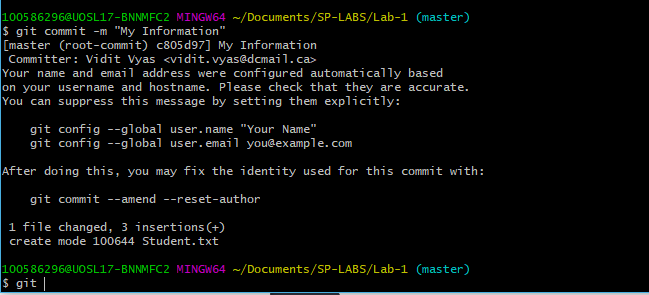 100586296@UOSL17-BNNMFC2 MINGW64 ~/Documents/SP-LABS/Lab-1 (master)
$ git commit -m "My Information"
[master (root-commit) c805d97] My Information
 Committer: Vidit Vyas <vidit.vyas@dcmail.ca>
Your name and email address were configured automatically based
on your username and hostname. Please check that they are accurate.
You can suppress this message by setting them explicitly:

    git config --global user.name "Your Name"
    git config --global user.email you@example.com

After doing this, you may fix the identity used for this commit with:

    git commit --amend --reset-author

 1 file changed, 3 insertions(+)
 create mode 100644 Student.txt

100586296@UOSL17-BNNMFC2 MINGW64 ~/Documents/SP-LABS/Lab-1 (master)
$ git